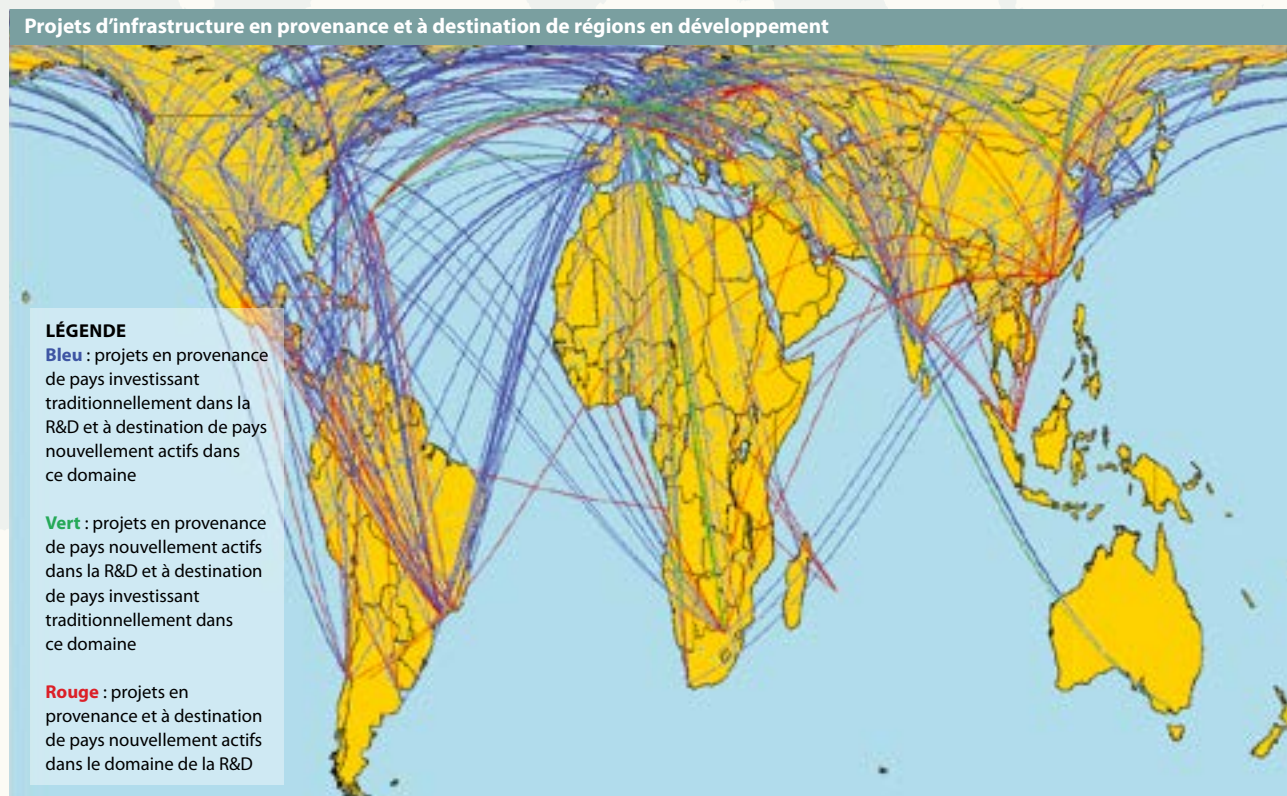 Projets d’infrastructure en provenance et à destination de régions en développement
LÉGENDE
Bleu : projets en provenance
de pays investissant
traditionnellement dans la
R&D et à destination de pays
nouvellement actifs dans
ce domaine
Vert : projets en provenance
de pays nouvellement actifs
dans la R&D et à destination
de pays investissant
traditionnellement dans
ce domaine
Rouge : projets en
provenance et à destination
de pays nouvellement actifs
dans le domaine de la R&D